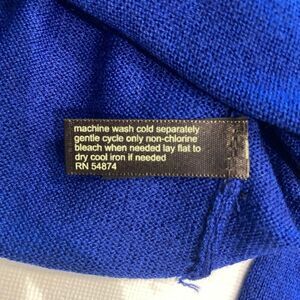 machine wash cold separately
gentle cycle only non-chlorine
bleach when needed lay flat to
dry cool iron if needed
RN 54874